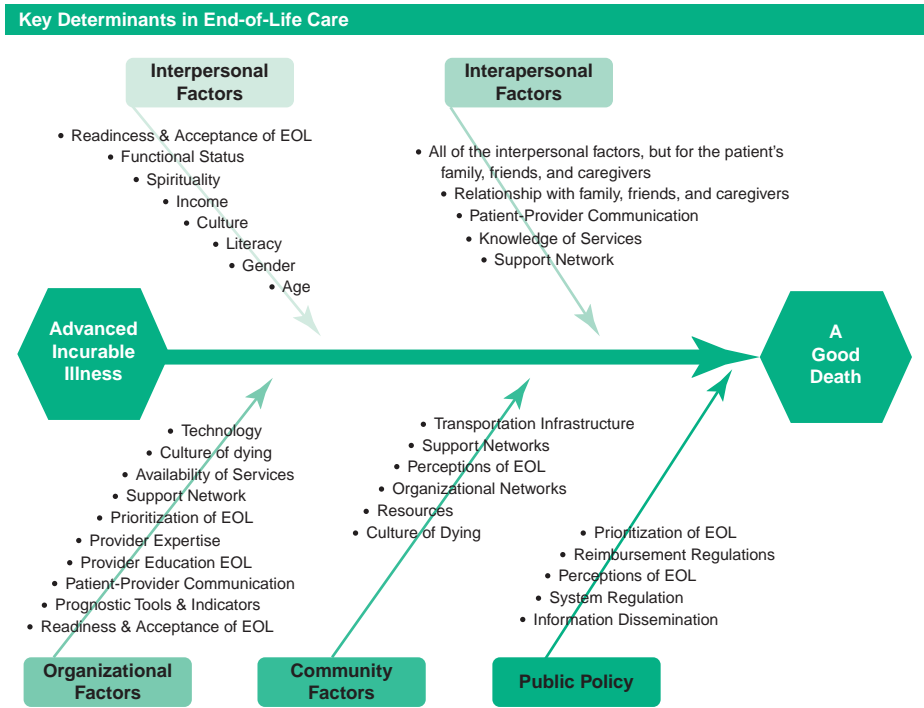 Key Determinants in End-of-Life Care
Interpersonal
Factors
• Readincess & Acceptance of EOL
• Functional Status
• Spirituality
• Income
• Culture
• Literacy
• Gender
• Age
Interapersonal
Factors
• All of the interpersonal factors, but for the patient’s
family, friends, and caregivers
• Relationship with family, friends, and caregivers
• Patient-Provider Communication
• Knowledge of Services
• Support Network
Advanced
Incurable
Illness
A
Good
Death
• Technology
• Culture of dying
• Availability of Services
• Support Network
• Prioritization of EOL
• Provider Expertise
• Provider Education EOL
• Patient-Provider Communication
• Prognostic Tools & Indicators
• Readiness & Acceptance of EOL
Organizational
Factors
• Transportation Infrastructure
• Support Networks
• Perceptions of EOL
• Organizational Networks
• Resources
• Culture of Dying
Community
Factors
• Prioritization of EOL
• Reimbursement Regulations
• Perceptions of EOL
• System Regulation
• Information Dissemination
Public Policy